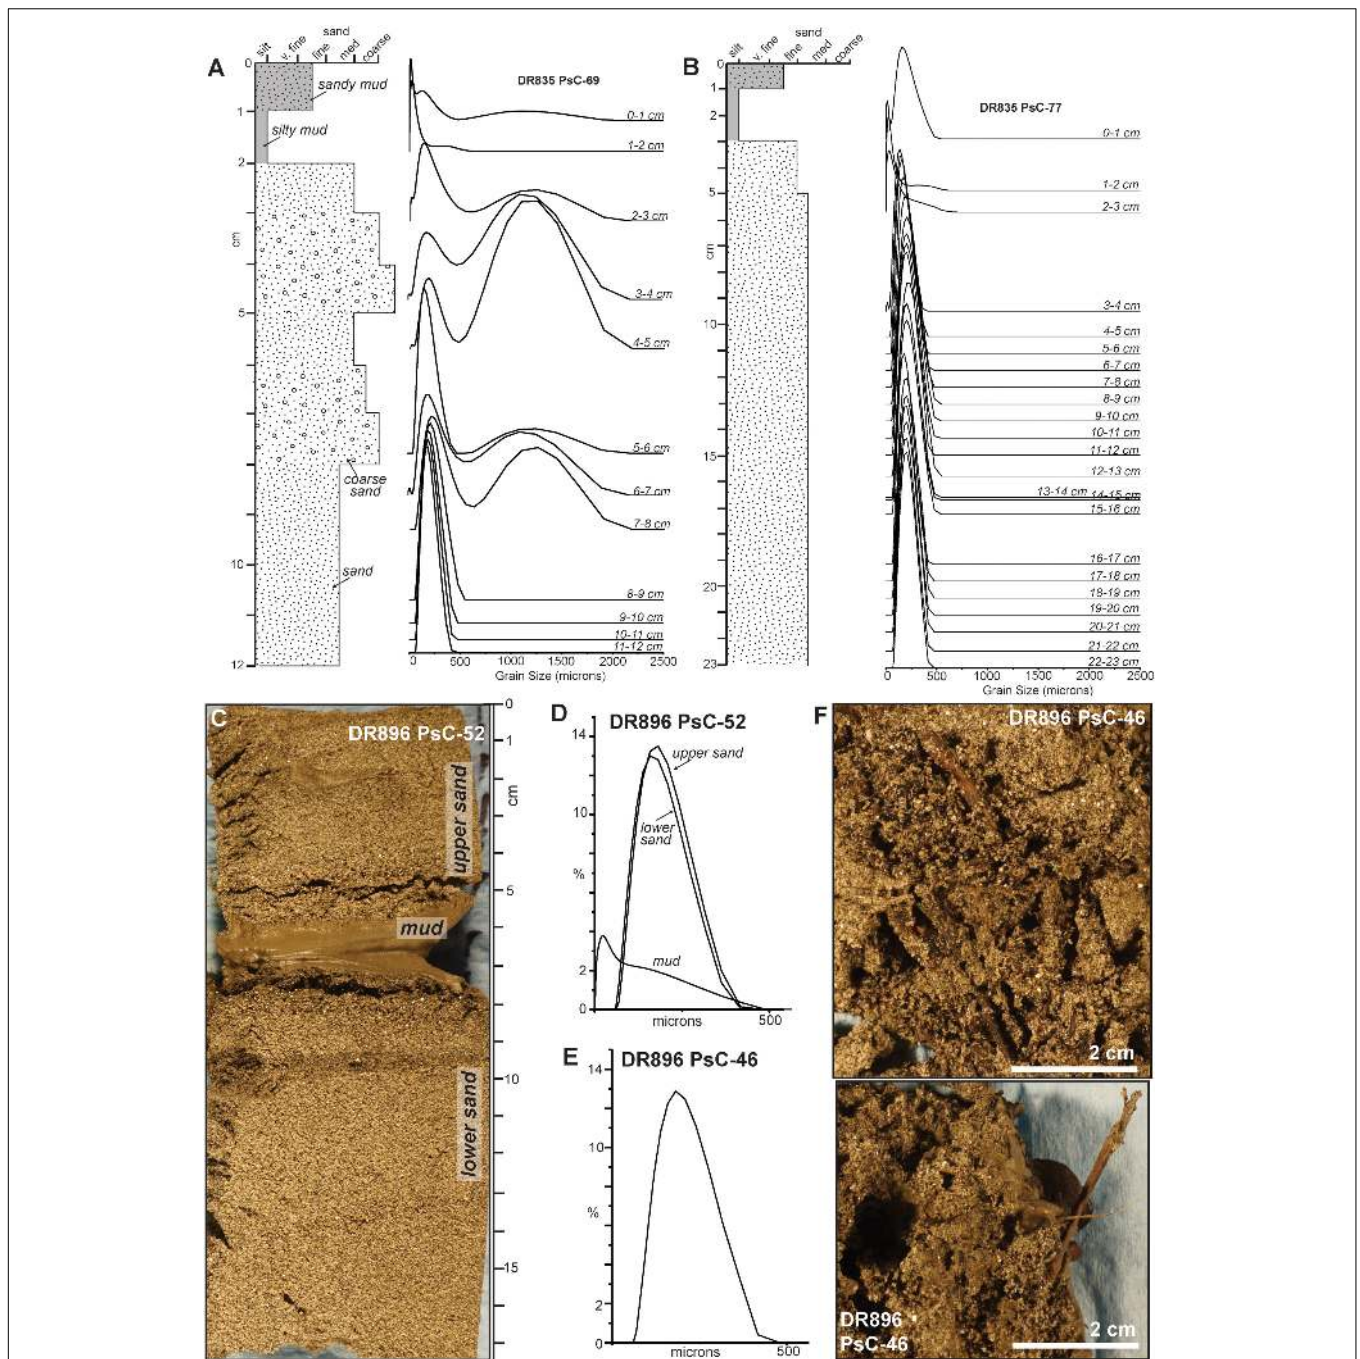 A
sand
silt
v. fine
fine
med
coarse
0
1
2
5
10
12
cm
sandy mud
silty mud
coarse
sand
sand
DR835 PsC-69
0-1 cm
1-2 cm
2-3 cm
3-4 cm
4-5 cm
5-6 cm
6-7 cm
7-8 cm
8-9 cm
9-10 cm
10-11 cm
11-12 cm
0 500 1000 1500 2000 2500
Grain Size (microns)
B
sand
silt
v. fine
fine
med
coarse
0
1
2
5
cm
10
15
20
23
DR835 PsC-77
0-1 cm
1-2 cm
2-3 cm
3-4 cm
4-5 cm
5-6 cm
6-7 cm
7-8 cm
8-9 cm
9-10 cm
10-11 cm
11-12 cm
12-13 cm
13-14 cm 14-15 cm
15-16 cm
16-17 cm
17-18 cm
18-19 cm
19-20 cm
20-21 cm
21-22 cm
22-23 cm
0 500 1000 1500 2000 2500
Grain Size (microns)
C
DR896 PsC-52
upper sand
mud
lower sand
0
1
cm
5
10
15
D
DR896 PsC-52
14
10
%
2
0
upper sand
lower
sand
mud
microns
500
E
DR896 PsC-46
14
10
%
2
0
microns
500
F
DR896 PsC-46
2 cm
DR896
PsC-46
2 cm